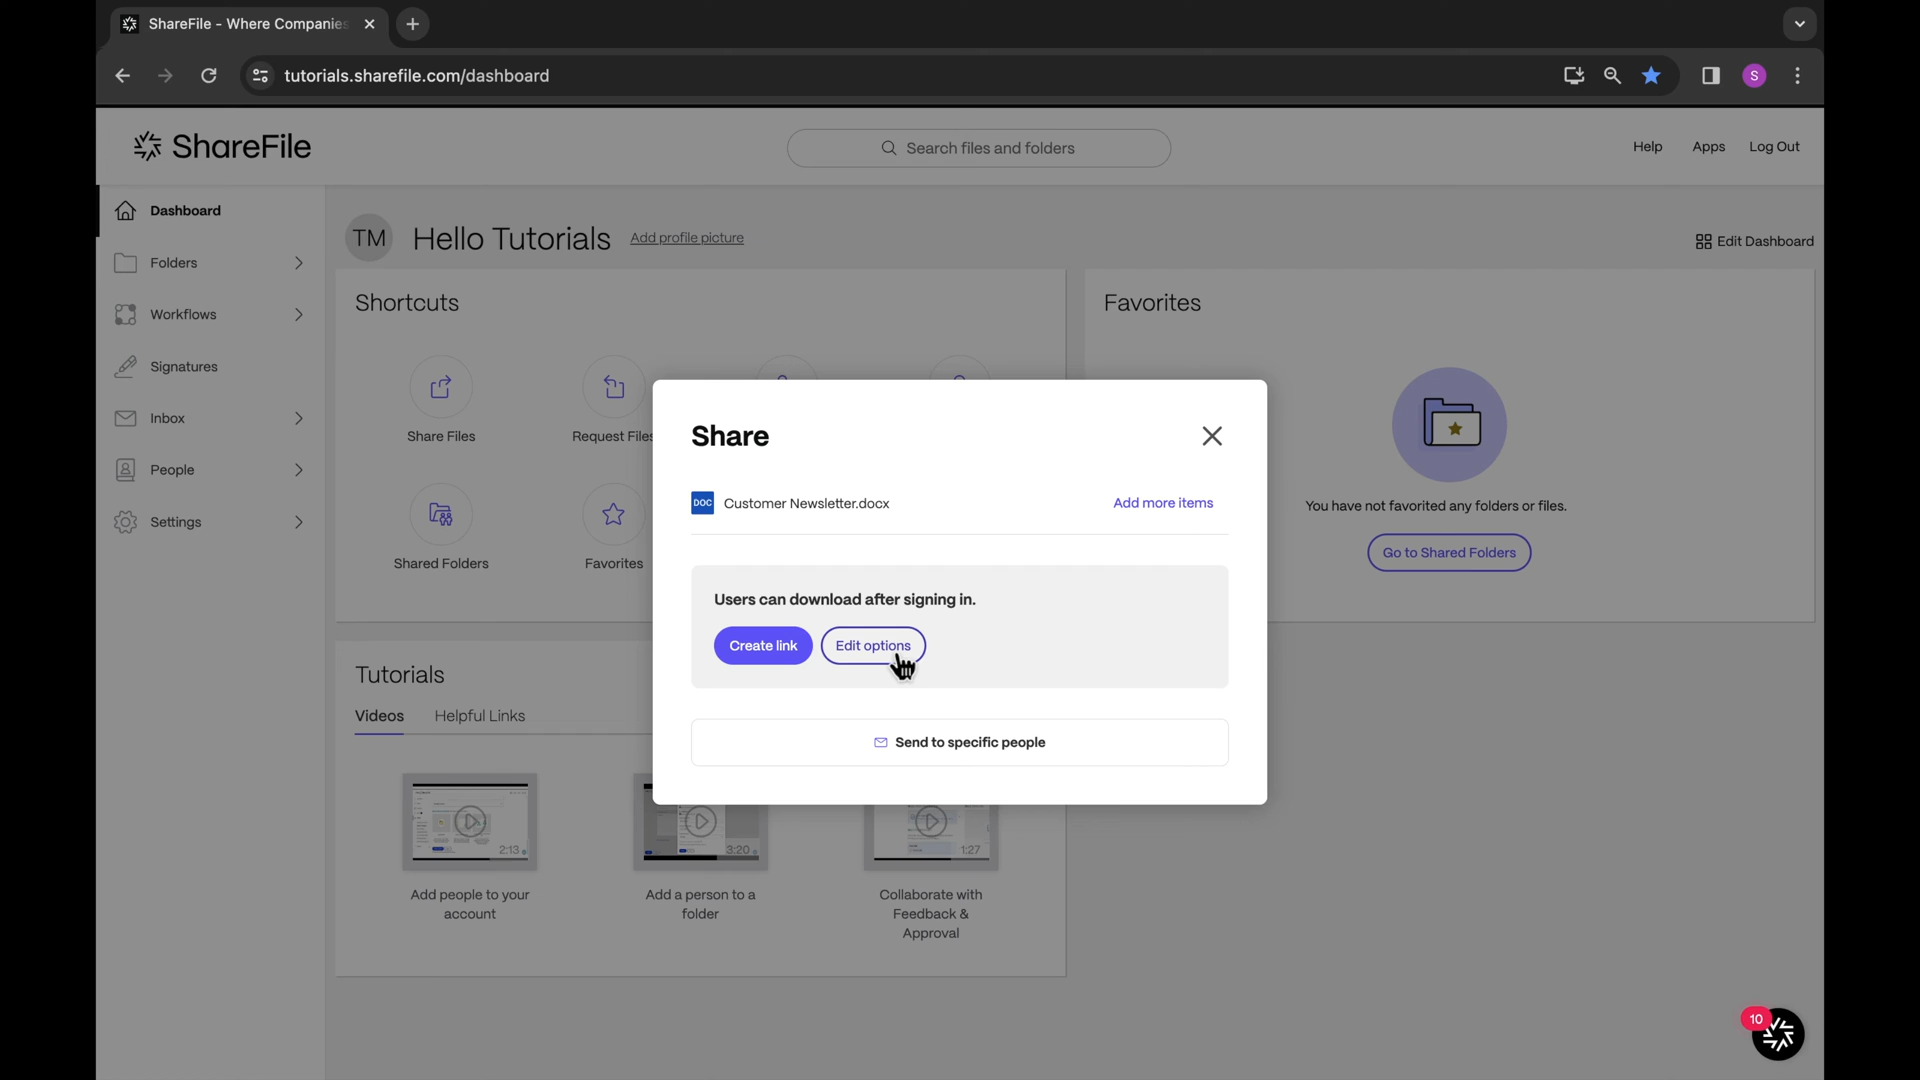 ShareFile - Where Companies
tutorials.sharefile.com/dashboard
S
ShareFile
Search files and folders
Help
Apps
Log Out
Dashboard
Folders
Workflows
Signatures
Inbox
People
Settings
TM
Hello Tutorials
Add profile picture
Edit Dashboard
Shortcuts
Share Files
Request Files
Shared Folders
Favorites
Favorites
You have not favorited any folders or files.
Go to Shared Folders
Share
DOC
Customer Newsletter.docx
Add more items
Users can download after signing in.
Create link
Edit options
Send to specific people
Tutorials
Videos
Helpful Links
2:13
3:20
1:27
Add people to your
account
Add a person to a
folder
Collaborate with
Feedback &
Approval
10